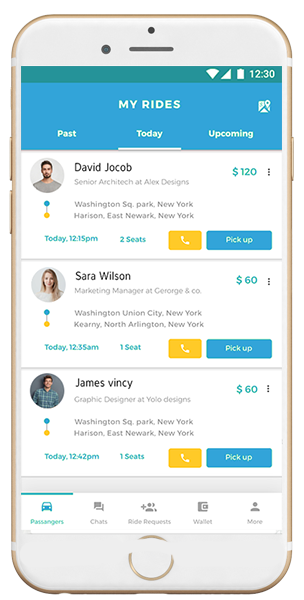 12:30
MY RIDES
Past Today Upcoming
David Jocob $ 120
Senior Architech at Alex Designs
Washington Sq. park, New York
Harison, East Newark, New York
Today, 12:15pm 2 Seats Pick up
Sara Wilson $ 60
Marketing Manager at Gerorge & co.
Washington Union City, New York
Kearny, North Arlington, New York
Today, 12:35am 1 Seat Pick up
James vincy $ 60
Graphic Designer at Yolo designs
Washington Sq. park, New York
Harison, East Newark, New York
Today, 12:42pm 1 Seats Pick up
Passangers Chats Ride Requests Wallet More